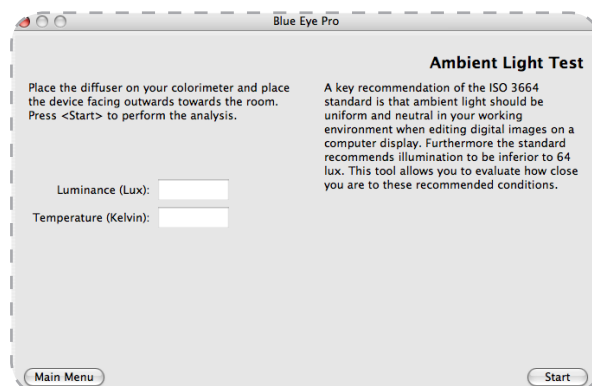 Blue Eye Pro
Ambient Light Test
Place the diffuser on your colorimeter and place
the device facing outwards towards the room.
Press <Start> to perform the analysis.
A key recommendation of the ISO 3664
standard is that ambient light should be
uniform and neutral in your working
environment when editing digital images on a
computer display. Furthermore the standard
recommends illumination to be inferior to 64
lux. This tool allows you to evaluate how close
you are to these recommended conditions.
Luminance (Lux):
Temperature (Kelvin):
Main Menu
Start